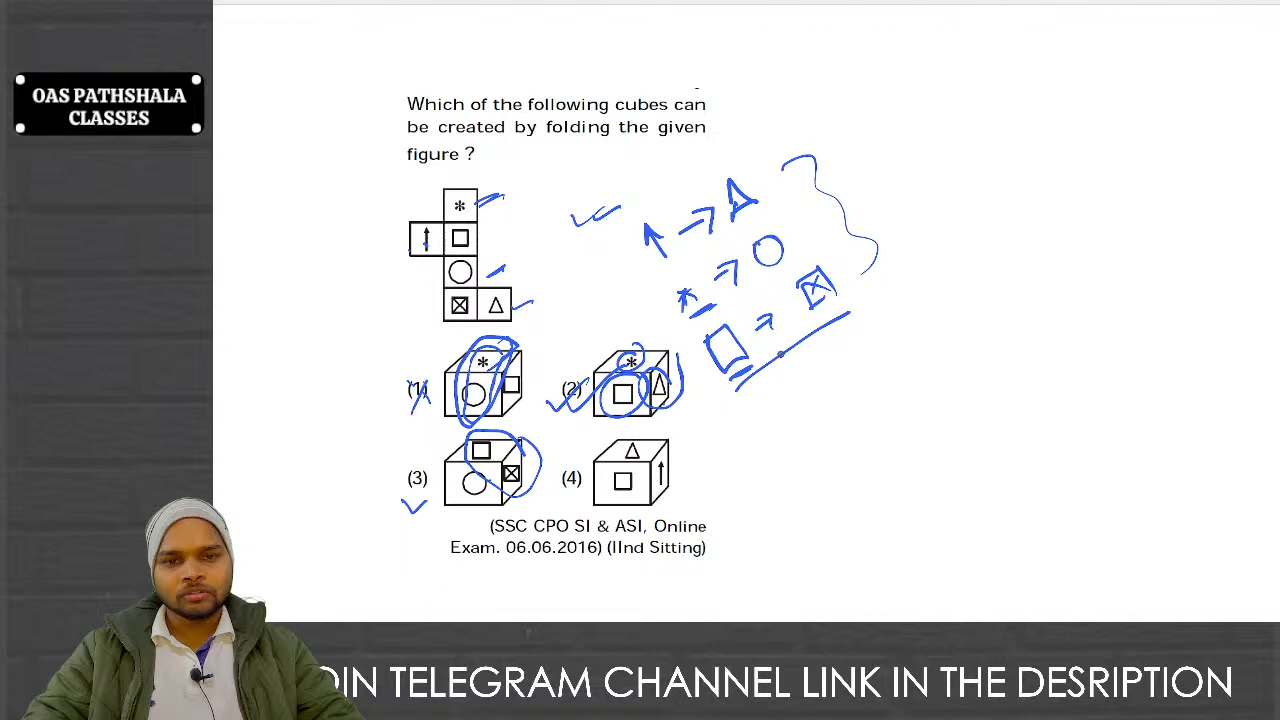 OAS PATHSHALA
CLASSES
Which of the following cubes can
be created by folding the given
figure ?
(1)
(2)
(3)
(4)
(SSC CPO SI & ASI, Online
Exam. 06.06.2016) (IInd Sitting)
OIN TELEGRAM CHANNEL LINK IN THE DESRIPTION